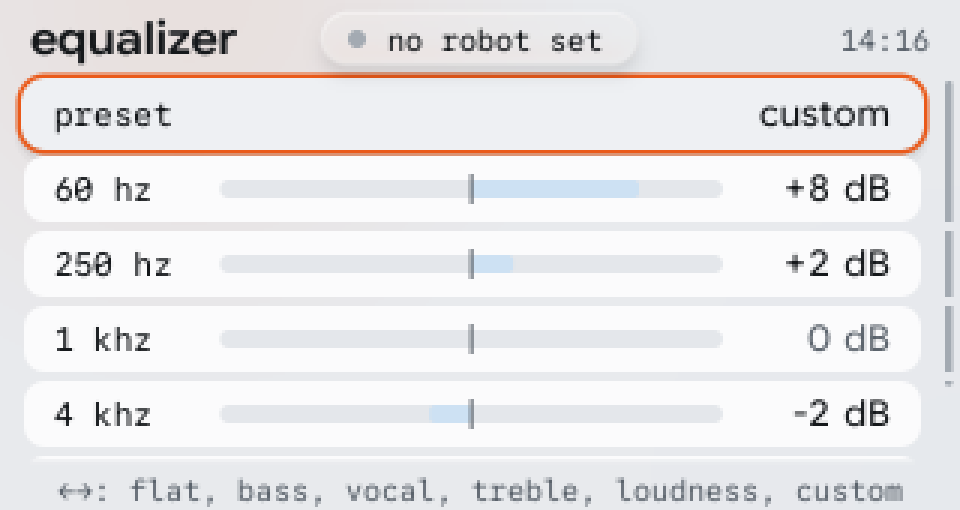 equalizer no robot set 14:16
preset custom
60 hz +8 dB
250 hz +2 dB
1 khz 0 dB
4 khz -2 dB
↔: flat, bass, vocal, treble, loudness, custom